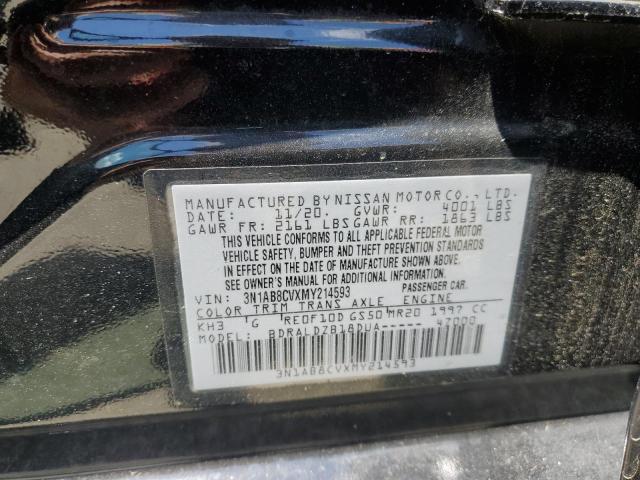 MANUFACTURED BY NISSAN MOTOR CO., LTD.
DATE: 11/20. GVWR: 4001 LBS
GAWR FR: 2161 LBS GAWR RR: 1863 LBS
THIS VEHICLE CONFORMS TO ALL APPLICABLE FEDERAL MOTOR
VEHICLE SAFETY, BUMPER AND THEFT PREVENTION STANDARDS
IN EFFECT ON THE DATE OF MANUFACTURE SHOWN ABOVE.
SEE OWNER'S MANUAL FOR ADDITIONAL INFORMATION.
VIN: 3N1AB8CVXMY214593 PASSENGER CAR.
COLOR TRIM TRANS AXLE ENGINE
KH3 G RE0F10D GS50 MR20 1997 CC
MODEL: BDRALDZB18DUA----- 47000
3N1AB8CVXMY214593